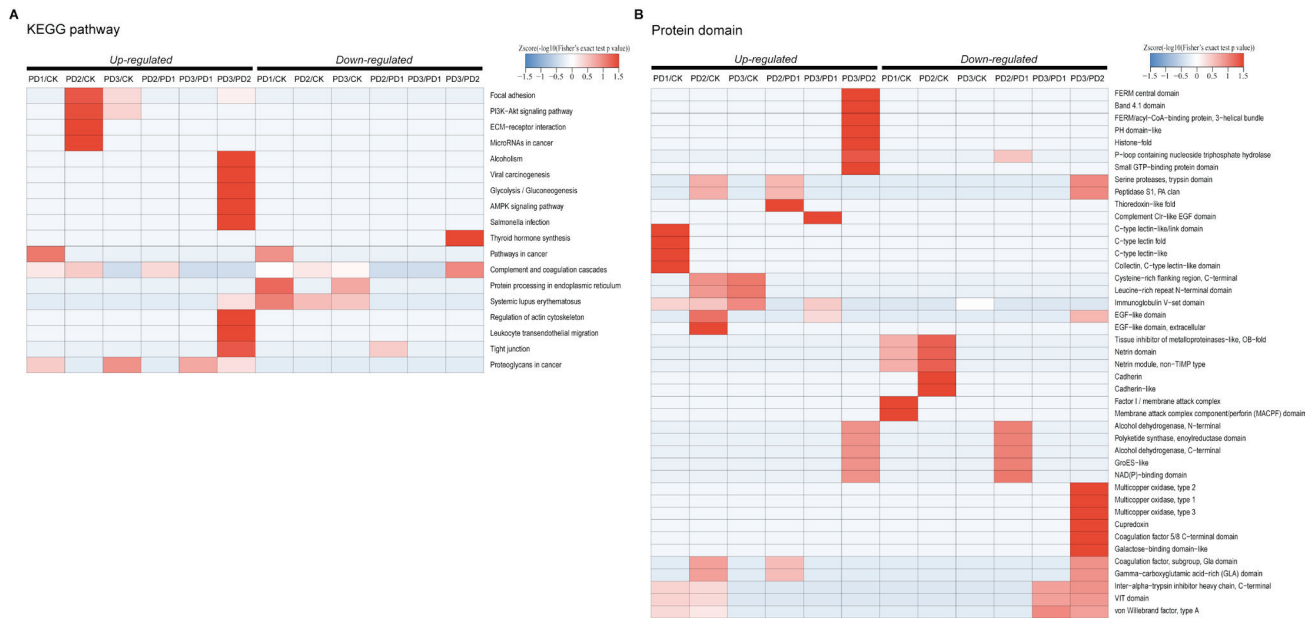 A
KEGG pathway
Zscore(-log10(Fisher's exact test p value))
-1.5 -1 -0.5 0 0.5 1 1.5
Up-regulated Down-regulated
PD1/CK PD2/CK PD3/CK PD2/PD1 PD3/PD1 PD3/PD2 PD1/CK PD2/CK PD3/CK PD2/PD1 PD3/PD1 PD3/PD2
Focal adhesion
PI3K-Akt signaling pathway
ECM-receptor interaction
MicroRNAs in cancer
Alcoholism
Viral carcinogenesis
Glycolysis / Gluconeogenesis
AMPK signaling pathway
Salmonella infection
Thyroid hormone synthesis
Pathways in cancer
Complement and coagulation cascades
Protein processing in endoplasmic reticulum
Systemic lupus erythematosus
Regulation of actin cytoskeleton
Leukocyte transendothelial migration
Tight junction
Proteoglycans in cancer
B
Protein domain
Zscore(-log10(Fisher's exact test p value))
-1.5 -1 -0.5 0 0.5 1 1.5
Up-regulated Down-regulated
PD1/CK PD2/CK PD3/CK PD2/PD1 PD3/PD1 PD3/PD2 PD1/CK PD2/CK PD3/CK PD2/PD1 PD3/PD1 PD3/PD2
FERM central domain
Band 4.1 domain
FERM/acyl-CoA-binding protein, 3-helical bundle
PH domain-like
Histone-fold
P-loop containing nucleoside triphosphate hydrolase
Small GTP-binding protein domain
Serine proteases, trypsin domain
Peptidase S1, PA clan
Thioredoxin-like fold
Complement Clr-like EGF domain
C-type lectin-like/link domain
C-type lectin fold
C-type lectin-like
Collectin, C-type lectin-like domain
Cysteine-rich flanking region, C-terminal
Leucine-rich repeat N-terminal domain
Immunoglobulin V-set domain
EGF-like domain
EGF-like domain, extracellular
Tissue inhibitor of metalloproteinases-like, OB-fold
Netrin domain
Netrin module, non-TIMP type
Cadherin
Cadherin-like
Factor I / membrane attack complex
Membrane attack complex component/perforin (MACPF) domain
Alcohol dehydrogenase, N-terminal
Polyketide synthase, enoylreductase domain
Alcohol dehydrogenase, C-terminal
GroES-like
NAD(P)-binding domain
Multicopper oxidase, type 2
Multicopper oxidase, type 1
Multicopper oxidase, type 3
Cupredoxin
Coagulation factor 5/8 C-terminal domain
Galactose-binding domain-like
Coagulation factor, subgroup, Gla domain
Gamma-carboxyglutamic acid-rich (GLA) domain
Inter-alpha-trypsin inhibitor heavy chain, C-terminal
VIT domain
von Willebrand factor, type A